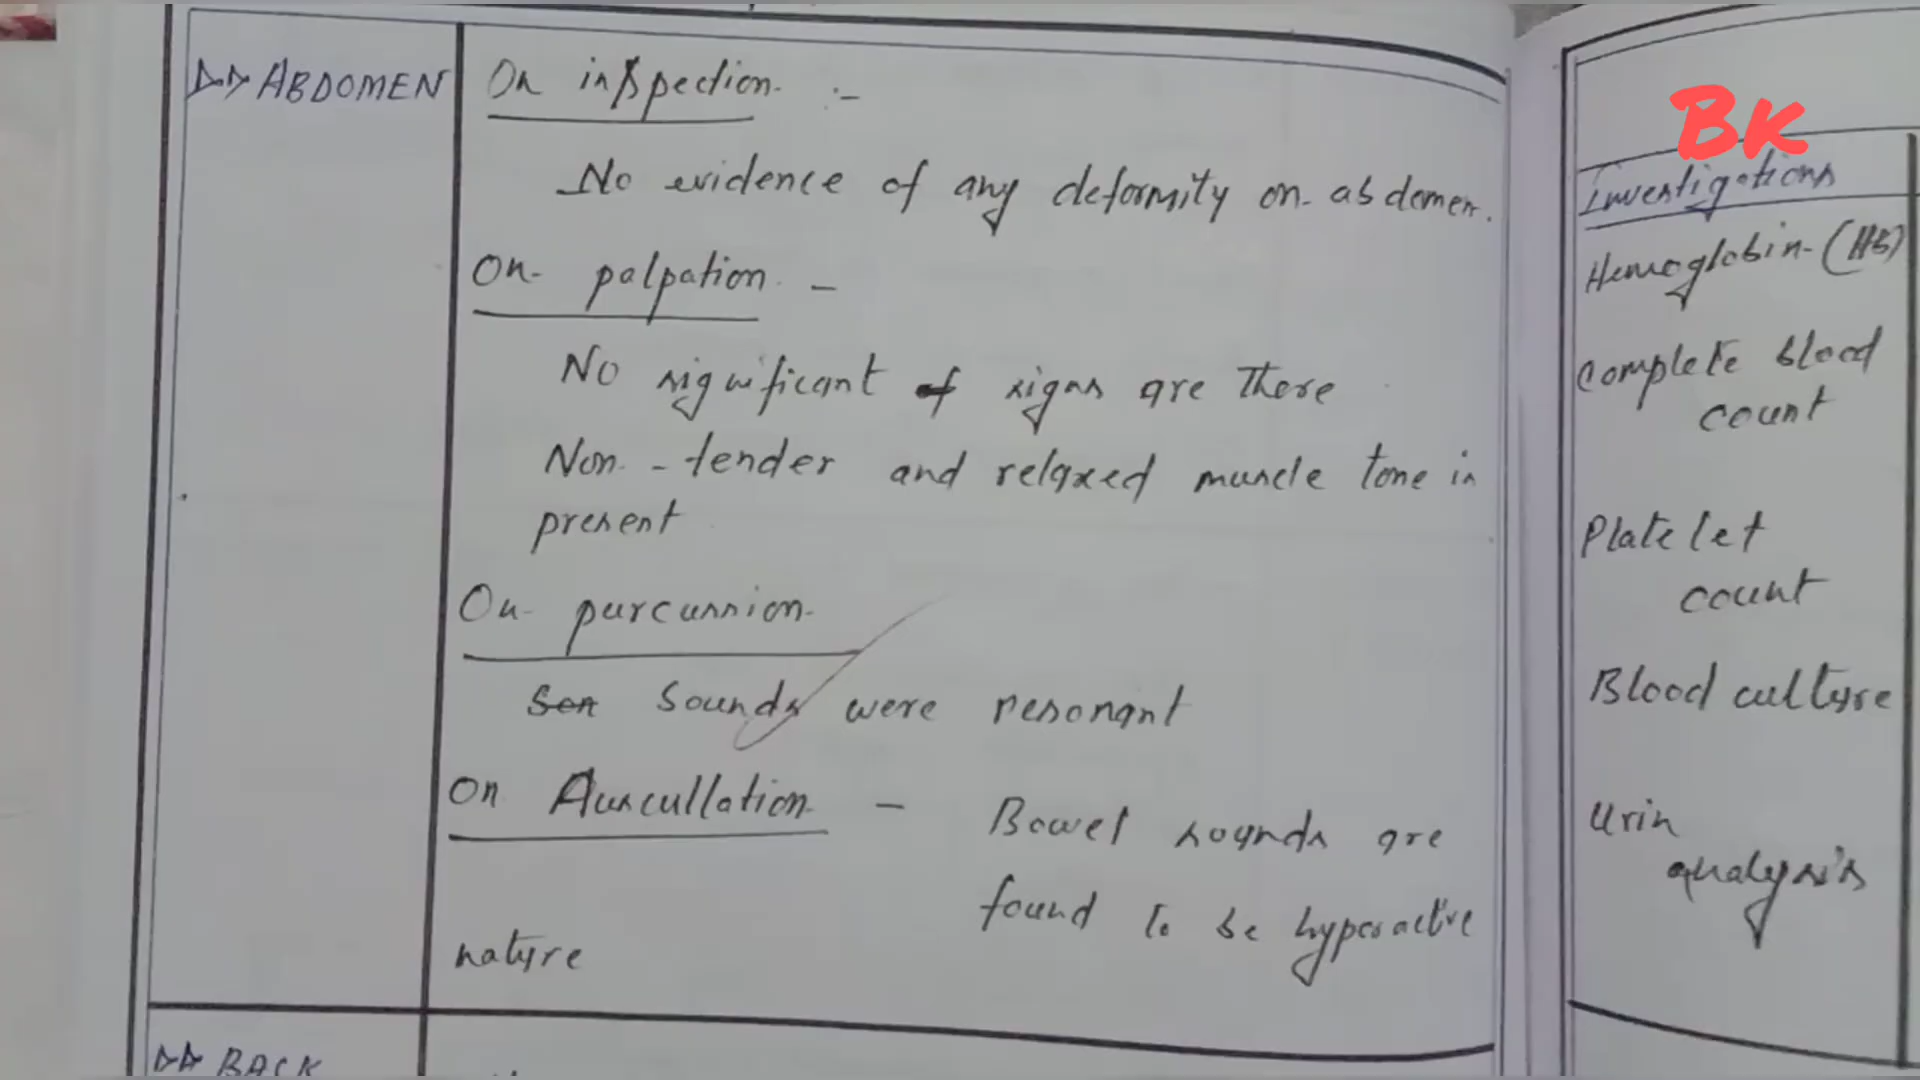 ABDOMEN
On inspection :-
No evidence of any deformity on abdomen.
On palpation -
No significant of signs are there
Non-tender and relaxed muscle tone is
present
On purcussion
Son Sounds were resonant
On Auscullation - Bowel sounds are
found to be hyperactive
nature
BACK
BK
Investigations
Hemoglobin (Hb)
Complete blood
count
Platelet
count
Blood culture
Urin
analysis